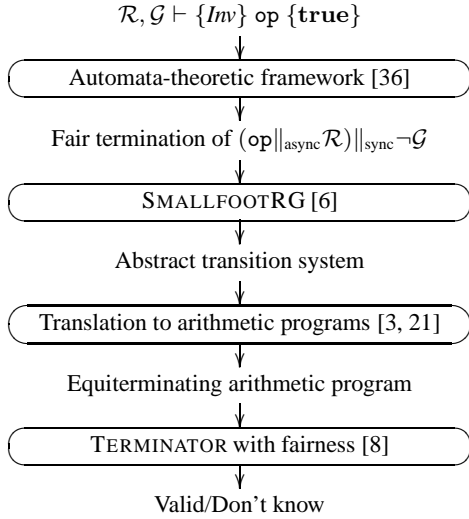 ℛ, 𝒢 ⊢ {Inv} op {true}
Automata-theoretic framework [36]
Fair termination of (op∥async ℛ)∥sync ¬𝒢
SMALLFOOTRG [6]
Abstract transition system
Translation to arithmetic programs [3, 21]
Equiterminating arithmetic program
TERMINATOR with fairness [8]
Valid/Don't know